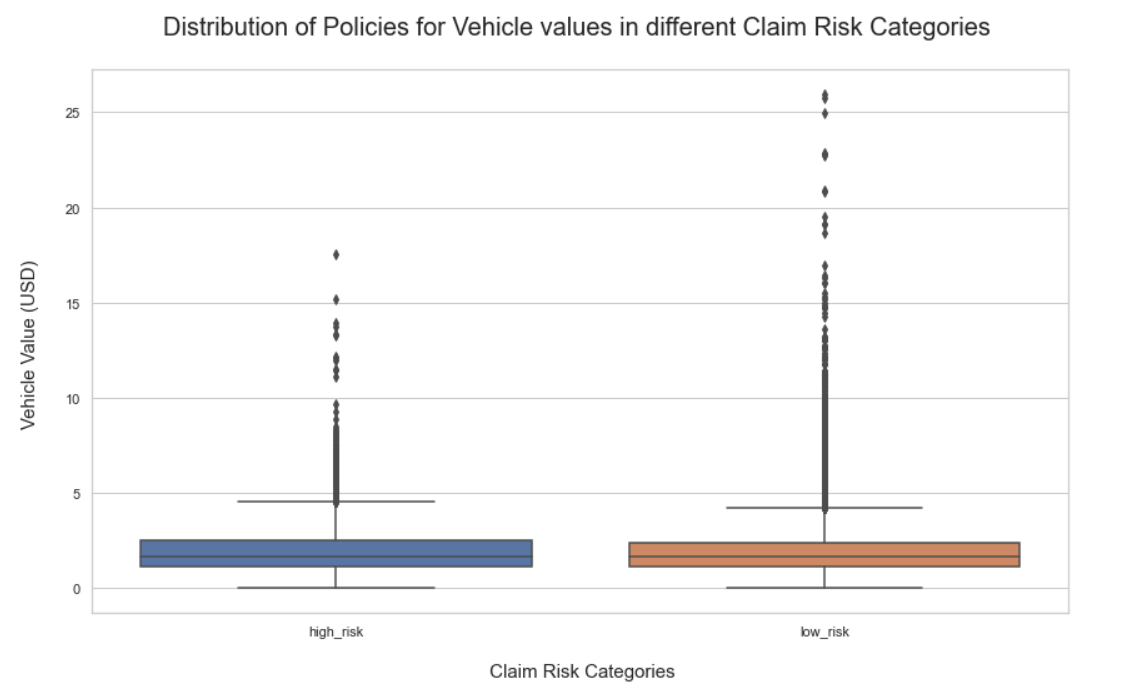 Distribution of Policies for Vehicle values in different Claim Risk Categories
25
20
15
10
5
0
Vehicle Value (USD)
high_risk
low_risk
Claim Risk Categories